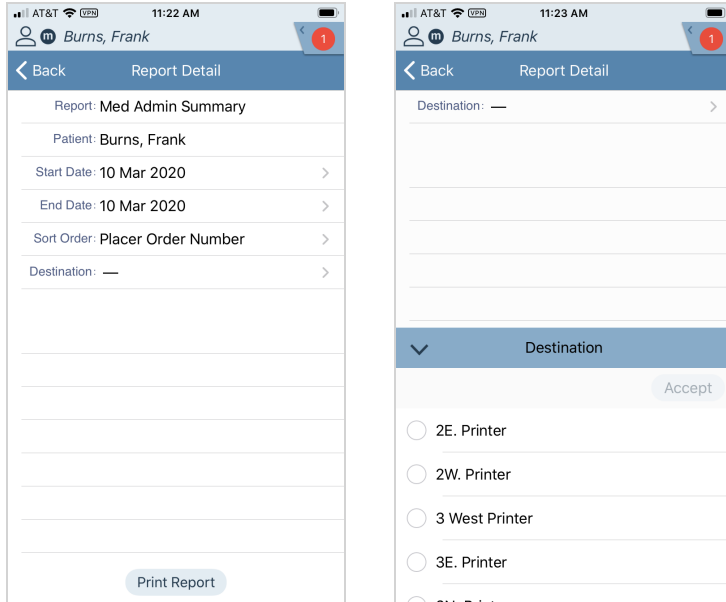 AT&T VPN 11:22 AM
m Burns, Frank 1
Back Report Detail
Report: Med Admin Summary
Patient: Burns, Frank
Start Date: 10 Mar 2020
End Date: 10 Mar 2020
Sort Order: Placer Order Number
Destination: —
Print Report
AT&T VPN 11:23 AM
m Burns, Frank 1
Back Report Detail
Destination: —
Destination
Accept
2E. Printer
2W. Printer
3 West Printer
3E. Printer